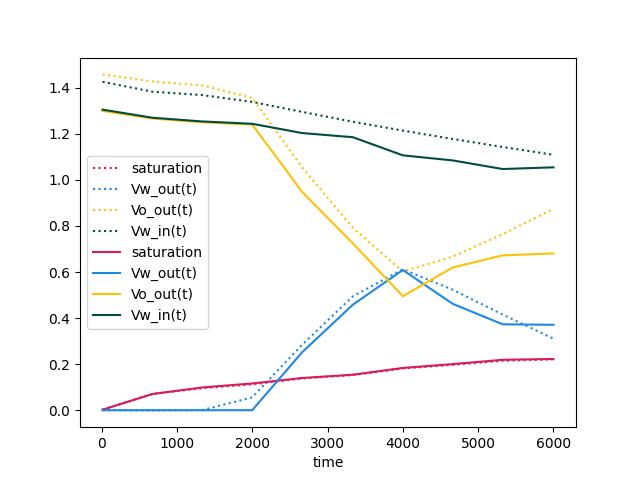 1.4
1.2
1.0
0.8
0.6
0.4
0.2
0.0
saturation
Vw_out(t)
Vo_out(t)
Vw_in(t)
saturation
Vw_out(t)
Vo_out(t)
Vw_in(t)
0 1000 2000 3000 4000 5000 6000
time